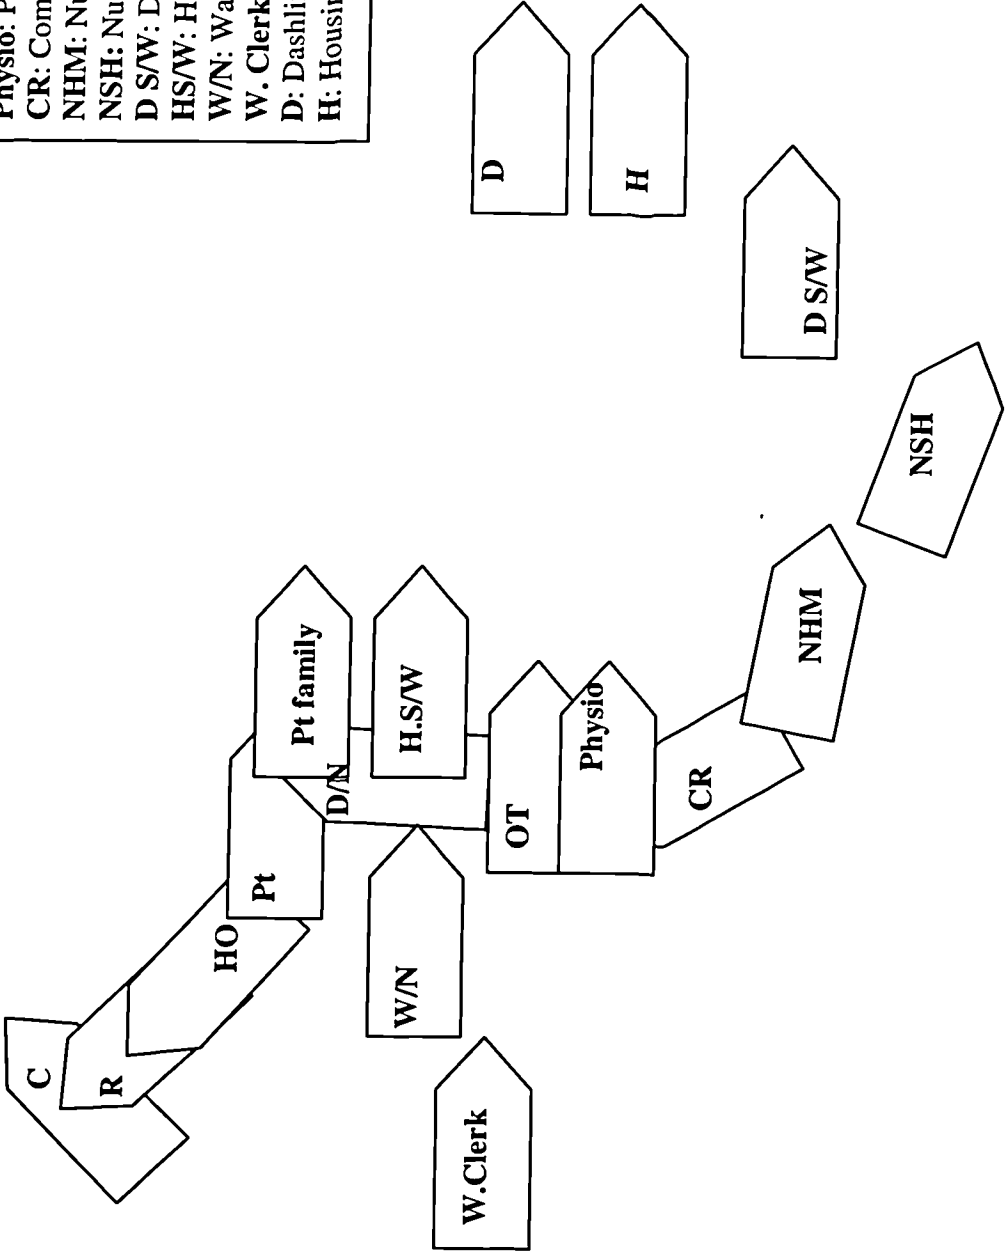 Physio: P
CR: Com
NHM: Nu
NSH: Nu
D S/W: D
HS/W: H
W/N: Wa
W. Clerk
D: Dashli
H: Housin
D
H
D S/W
NSH
NHM
Pt family
H.S/W
D/N
OT
Physio
CR
Pt
HO
W/N
C
R
W.Clerk